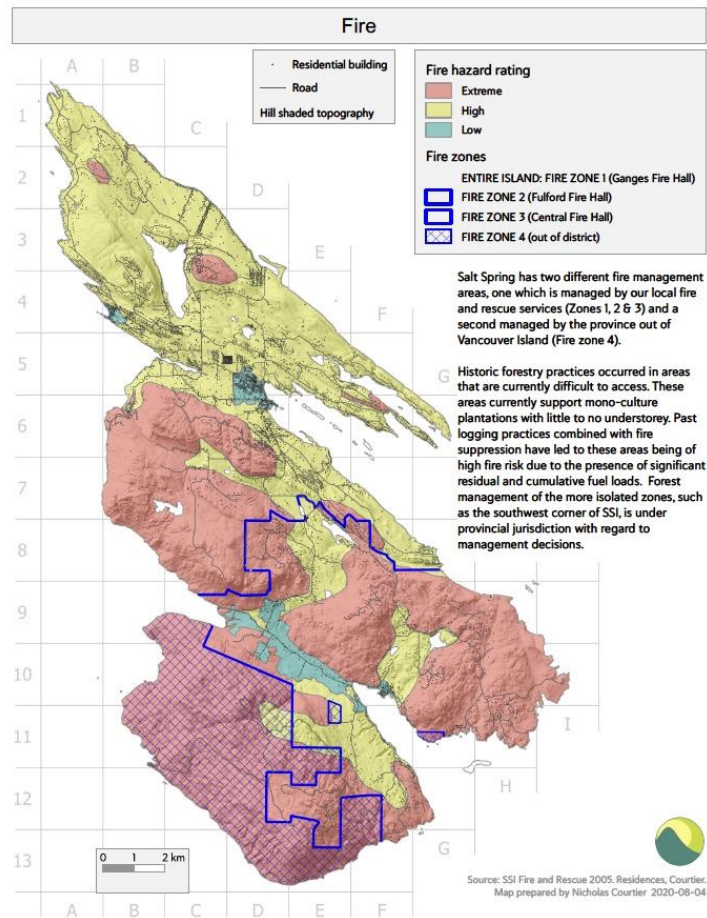 Fire
Residential building
Road
Hill shaded topography
Fire hazard rating
Extreme
High
Low
Fire zones
ENTIRE ISLAND: FIRE ZONE 1 (Ganges Fire Hall)
FIRE ZONE 2 (Fulford Fire Hall)
FIRE ZONE 3 (Central Fire Hall)
FIRE ZONE 4 (out of district)
A B
C
D
E
F
G
1
2
3
4
5
6
7
8
9
10
11
12
13
Salt Spring has two different fire management
areas, one which is managed by our local fire
and rescue services (Zones 1, 2 & 3) and a
second managed by the province out of
Vancouver Island (Fire zone 4).
Historic forestry practices occurred in areas
that are currently difficult to access. These
areas currently support mono-culture
plantations with little to no understorey. Past
logging practices combined with fire
suppression have led to these areas being of
high fire risk due to the presence of significant
residual and cumulative fuel loads. Forest
management of the more isolated zones, such
as the southwest corner of SSI, is under
provincial jurisdiction with regard to
management decisions.
I
H
G
0 1 2 km
A B C D E F
Source: SSI Fire and Rescue 2005. Residences, Courtier.
Map prepared by Nicholas Courtier 2020-08-04